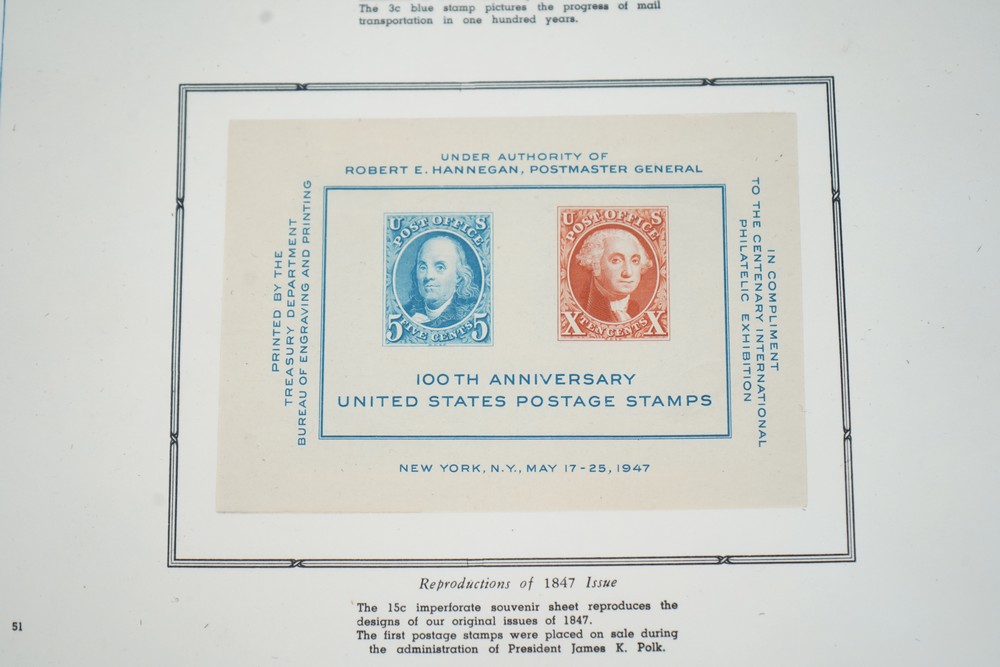 The 3c blue stamp pictures the progress of mail
transportation in one hundred years.
UNDER AUTHORITY OF
ROBERT E. HANNEGAN, POSTMASTER GENERAL
PRINTED BY THE
TREASURY DEPARTMENT
BUREAU OF ENGRAVING AND PRINTING
U S
POST OFFICE
5 FIVE CENTS 5
U S
POST OFFICE
X TEN CENTS X
IN COMPLIMENT
TO THE CENTENARY INTERNATIONAL
PHILATELIC EXHIBITION
100TH ANNIVERSARY
UNITED STATES POSTAGE STAMPS
NEW YORK, N.Y., MAY 17-25, 1947
Reproductions of 1847 Issue
The 15c imperforate souvenir sheet reproduces the
designs of our original issues of 1847.
The first postage stamps were placed on sale during
the administration of President James K. Polk.
51